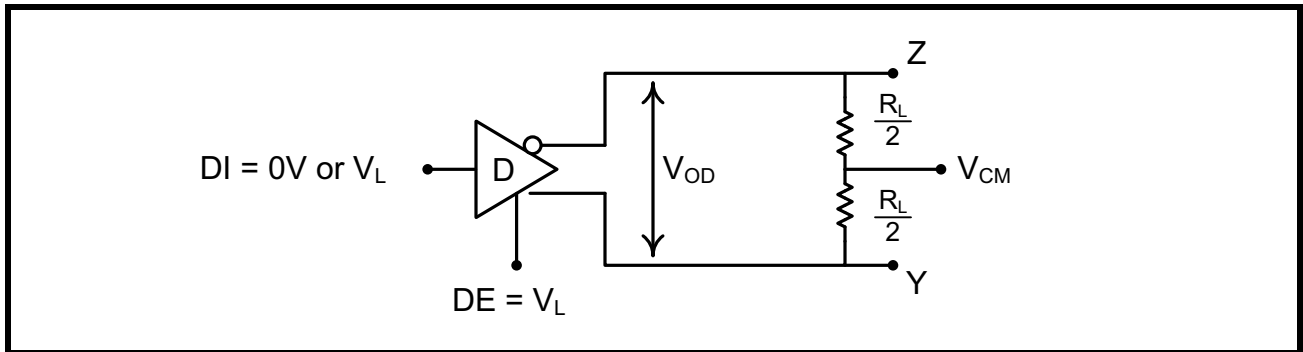 Z
R_L
2
DI = 0V or V_L
D
V_OD
V_CM
R_L
2
Y
DE = V_L